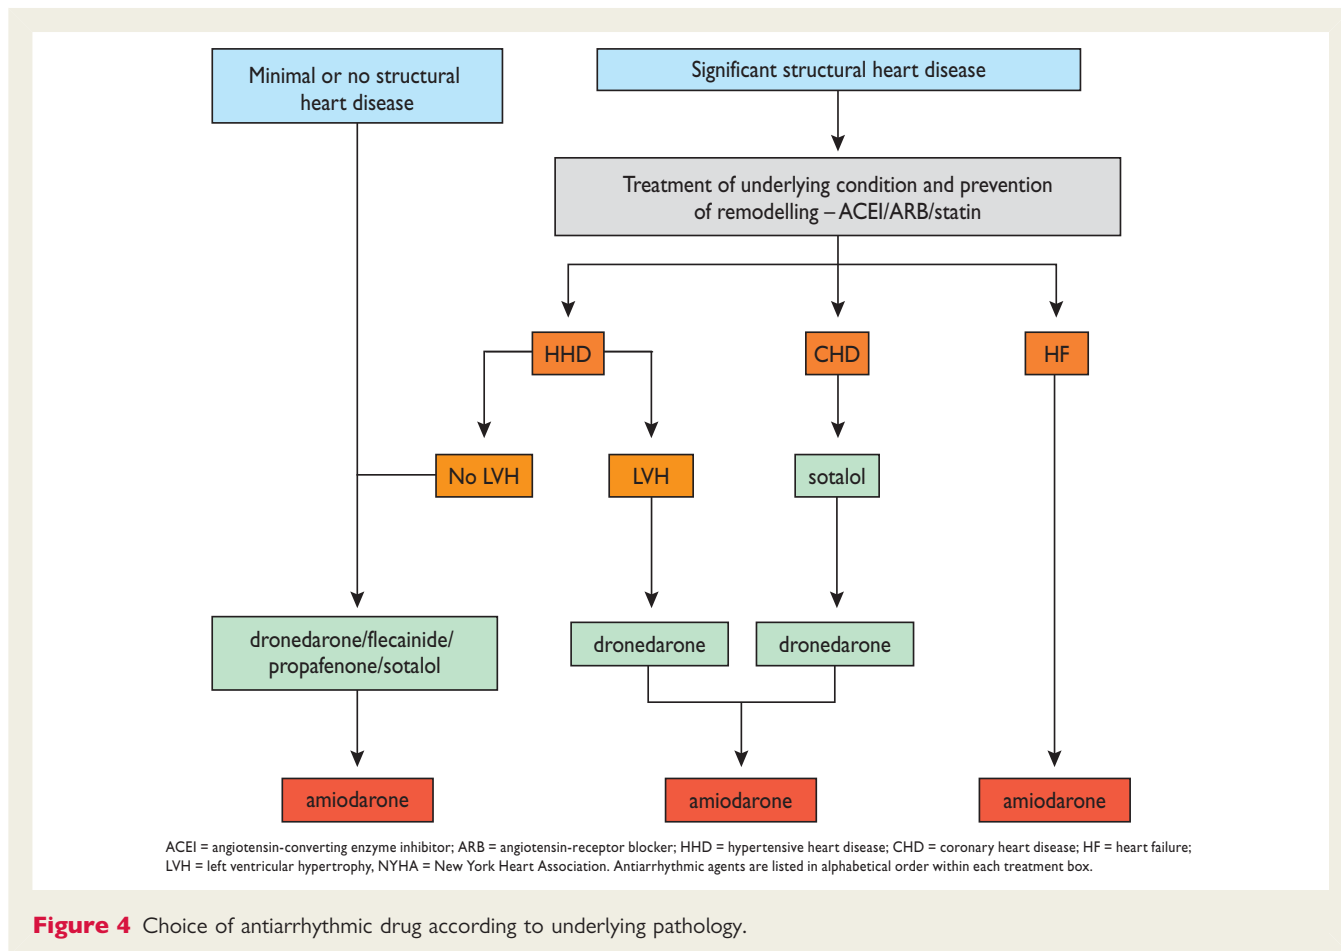 Minimal or no structural
heart disease
Significant structural heart disease
Treatment of underlying condition and prevention
of remodelling – ACEI/ARB/statin
HHD
CHD
HF
No LVH
LVH
sotalol
dronedarone/flecainide/
propafenone/sotalol
dronedarone
dronedarone
amiodarone
amiodarone
amiodarone
ACEI = angiotensin-converting enzyme inhibitor; ARB = angiotensin-receptor blocker; HHD = hypertensive heart disease; CHD = coronary heart disease; HF = heart failure;
LVH = left ventricular hypertrophy, NYHA = New York Heart Association. Antiarrhythmic agents are listed in alphabetical order within each treatment box.
Figure 4 Choice of antiarrhythmic drug according to underlying pathology.